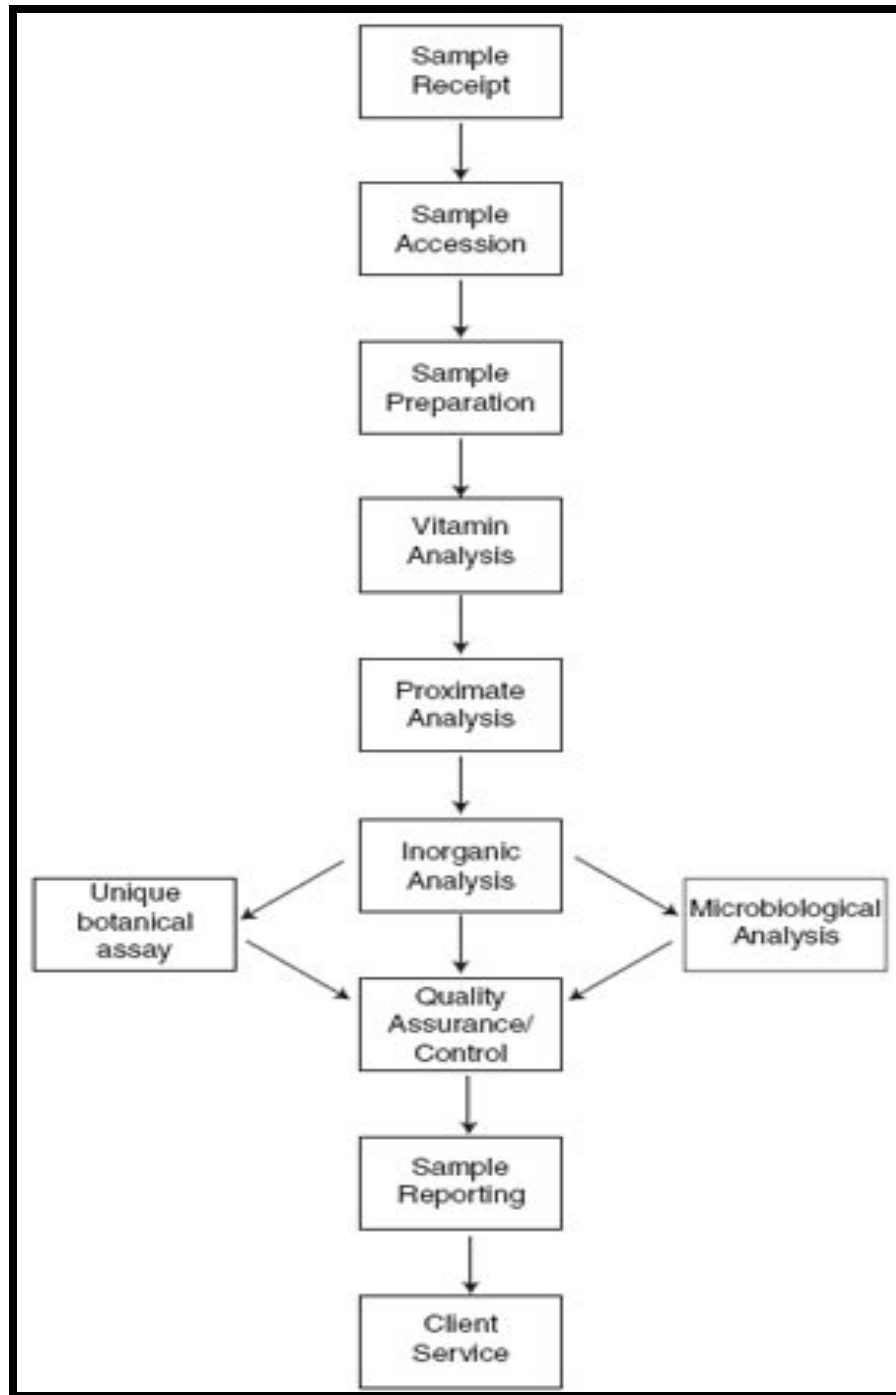 Sample
Receipt
Sample
Accession
Sample
Preparation
Vitamin
Analysis
Proximate
Analysis
Inorganic
Analysis
Unique
botanical
assay
Microbiological
Analysis
Quality
Assurance/
Control
Sample
Reporting
Client
Service